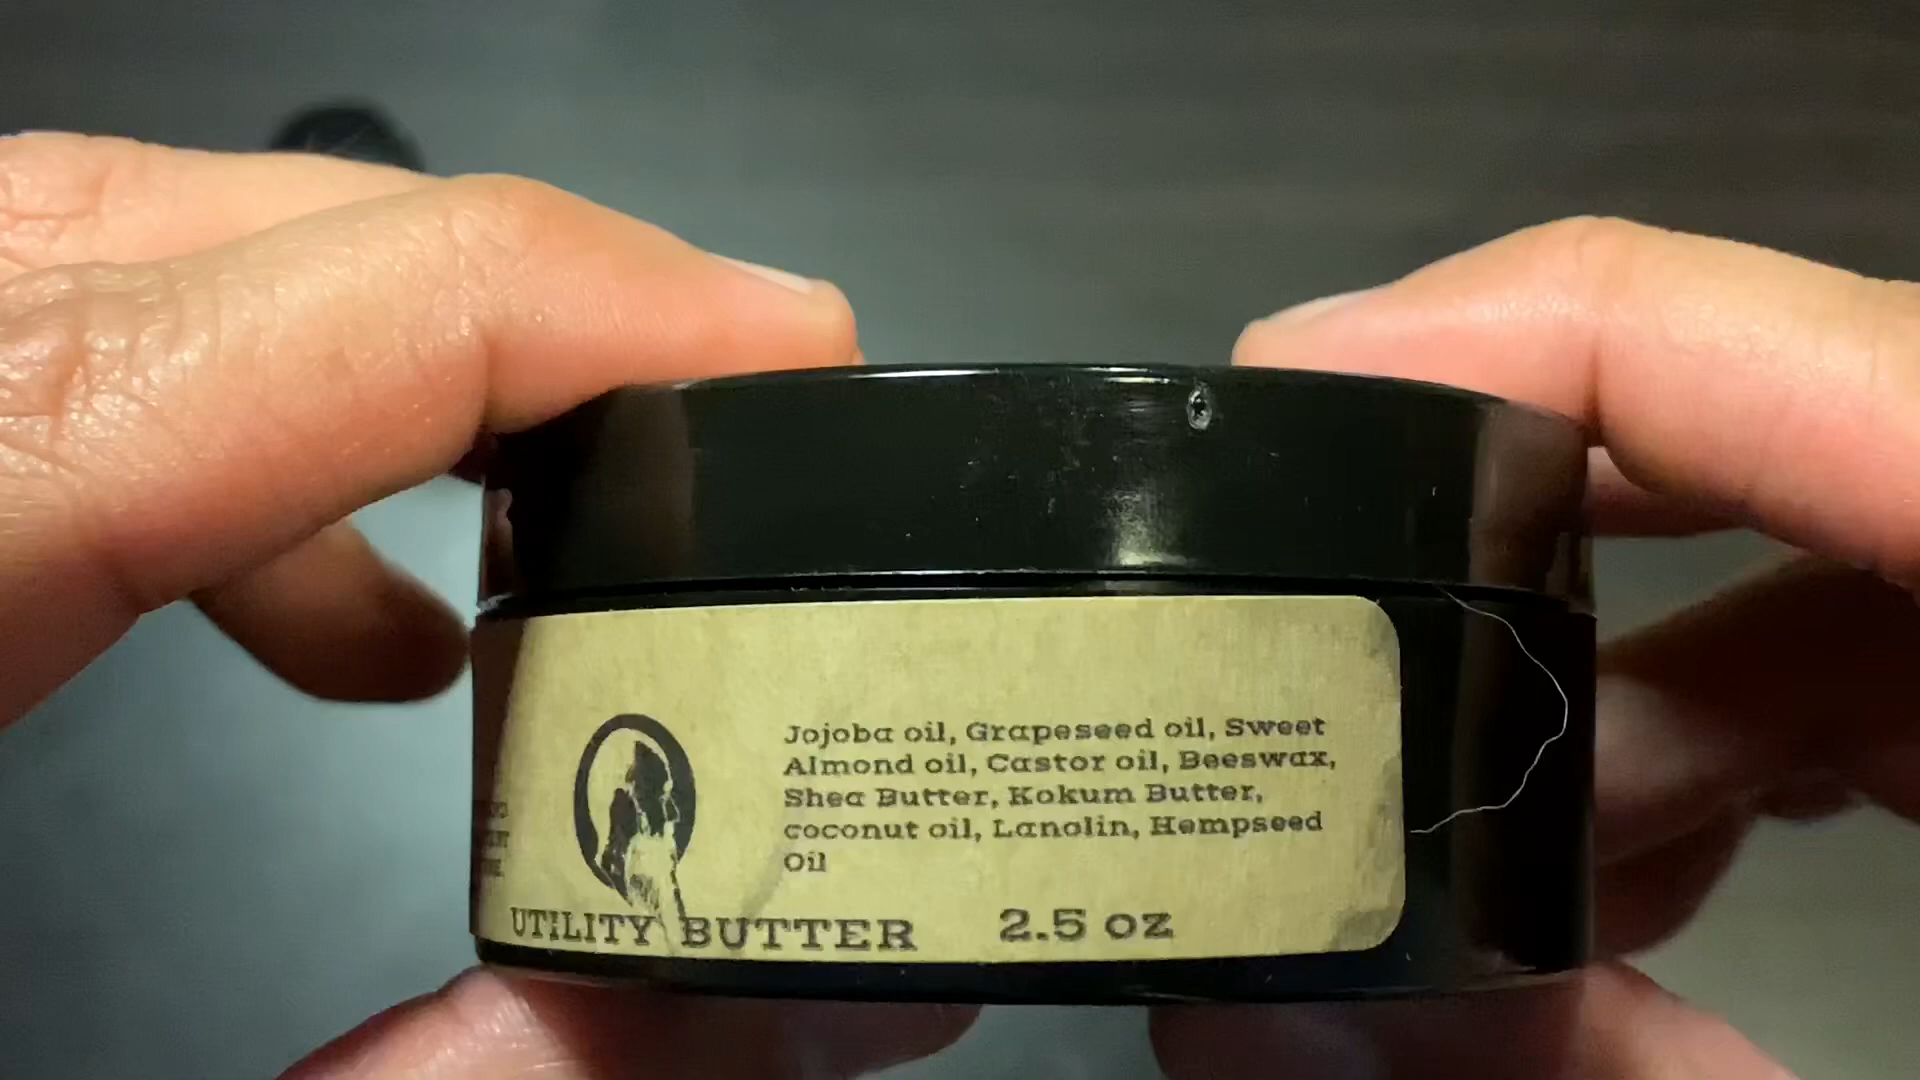 Jojoba oil, Grapeseed oil, Sweet
Almond oil, Castor oil, Beeswax,
Shea Butter, Kokum Butter,
coconut oil, Lanolin, Hempseed
Oil
UTILITY BUTTER 2.5 oz